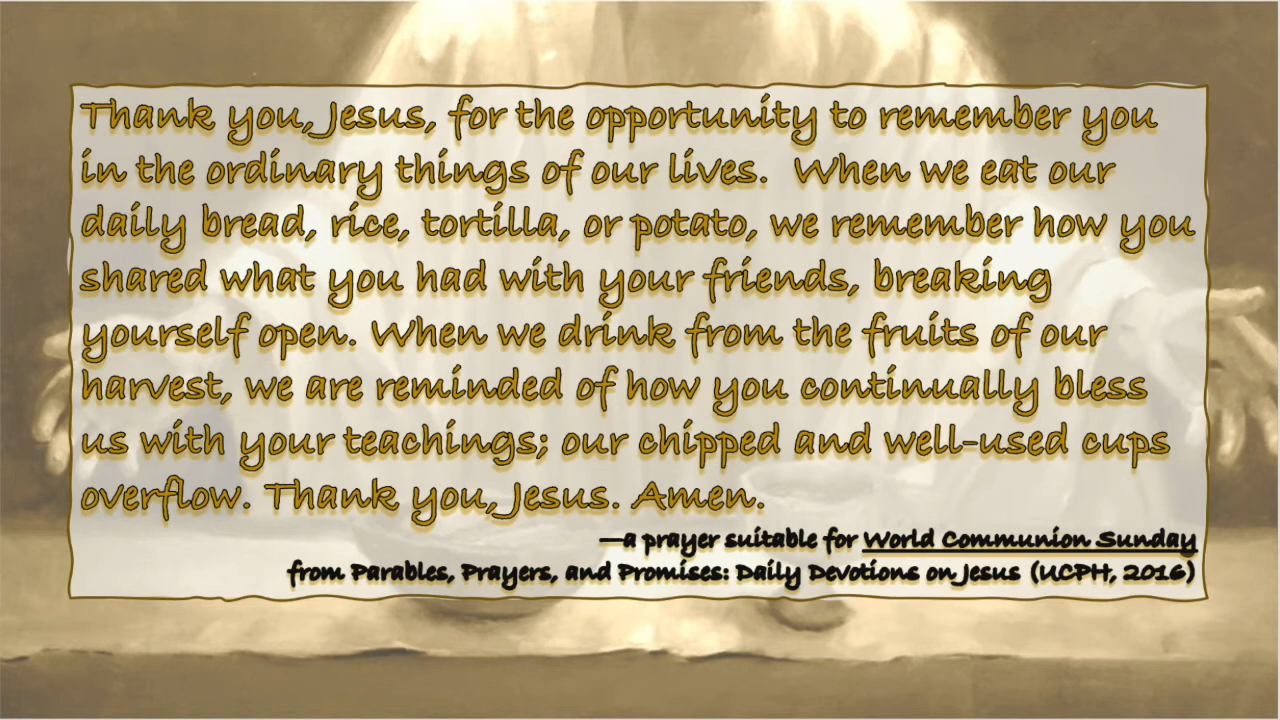 Thank you, Jesus, for the opportunity to remember you
in the ordinary things of our lives.  When we eat our
daily bread, rice, tortilla, or potato, we remember how you
shared what you had with your friends, breaking
yourself open. When we drink from the fruits of our
harvest, we are reminded of how you continually bless
us with your teachings; our chipped and well-used cups
overflow. Thank you, Jesus. Amen.
—a prayer suitable for World Communion Sunday
from Parables, Prayers, and Promises: Daily Devotions on Jesus (UCPH, 2016)